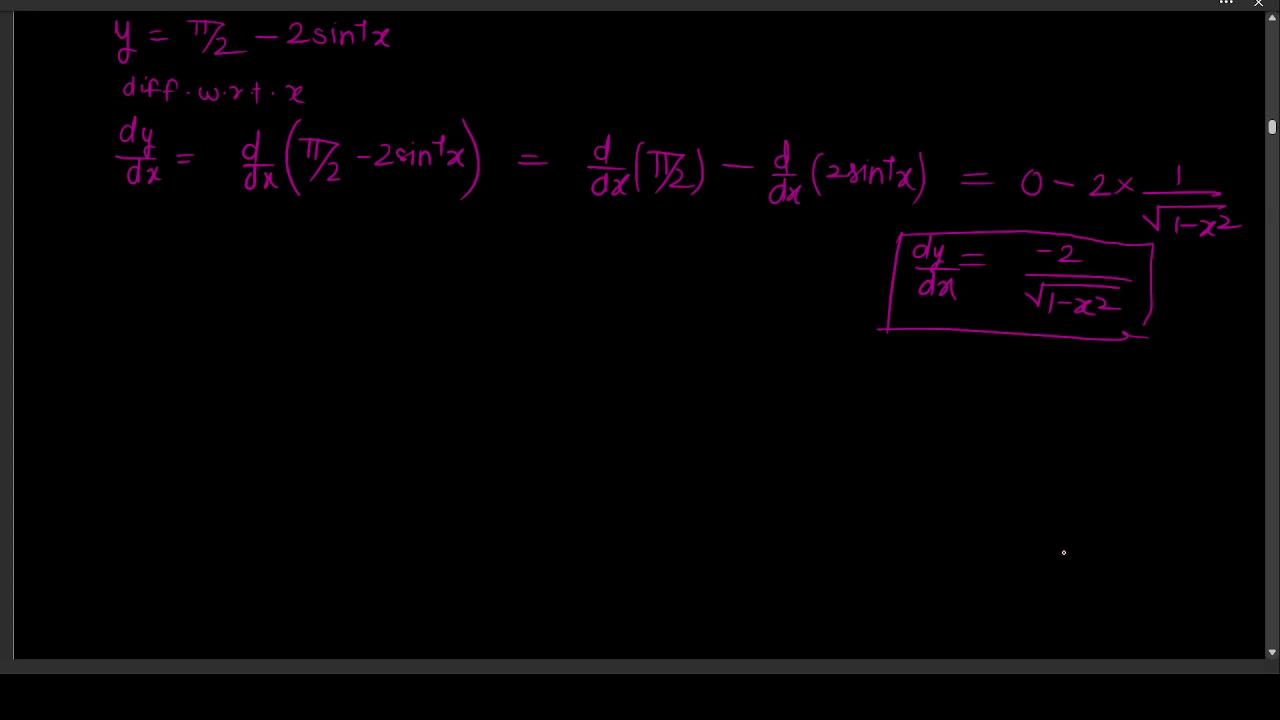 y = π/2 − 2sin⁻¹x
diff. w.r.t. x
dy/dx = d/dx(π/2 − 2sin⁻¹x) = d/dx(π/2) − d/dx(2sin⁻¹x) = 0 − 2 × 1/√(1−x²)
dy/dx = −2/√(1−x²)